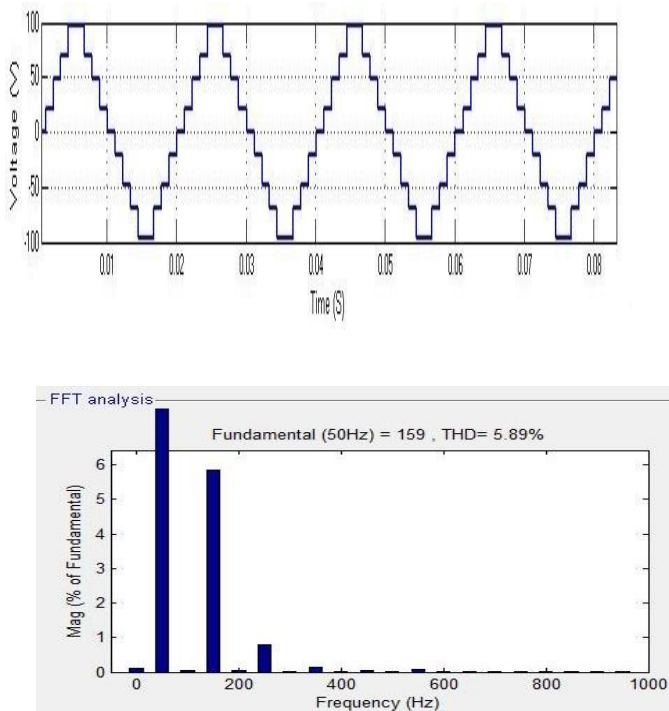 100
50
0
-50
-100
Voltage (V)
0.01 0.02 0.03 0.04 0.05 0.06 0.07 0.08
Time (S)
FFT analysis
Fundamental (50Hz) = 159 , THD= 5.89%
6
5
4
3
2
1
0
Mag (% of Fundamental)
0 200 400 600 800 1000
Frequency (Hz)